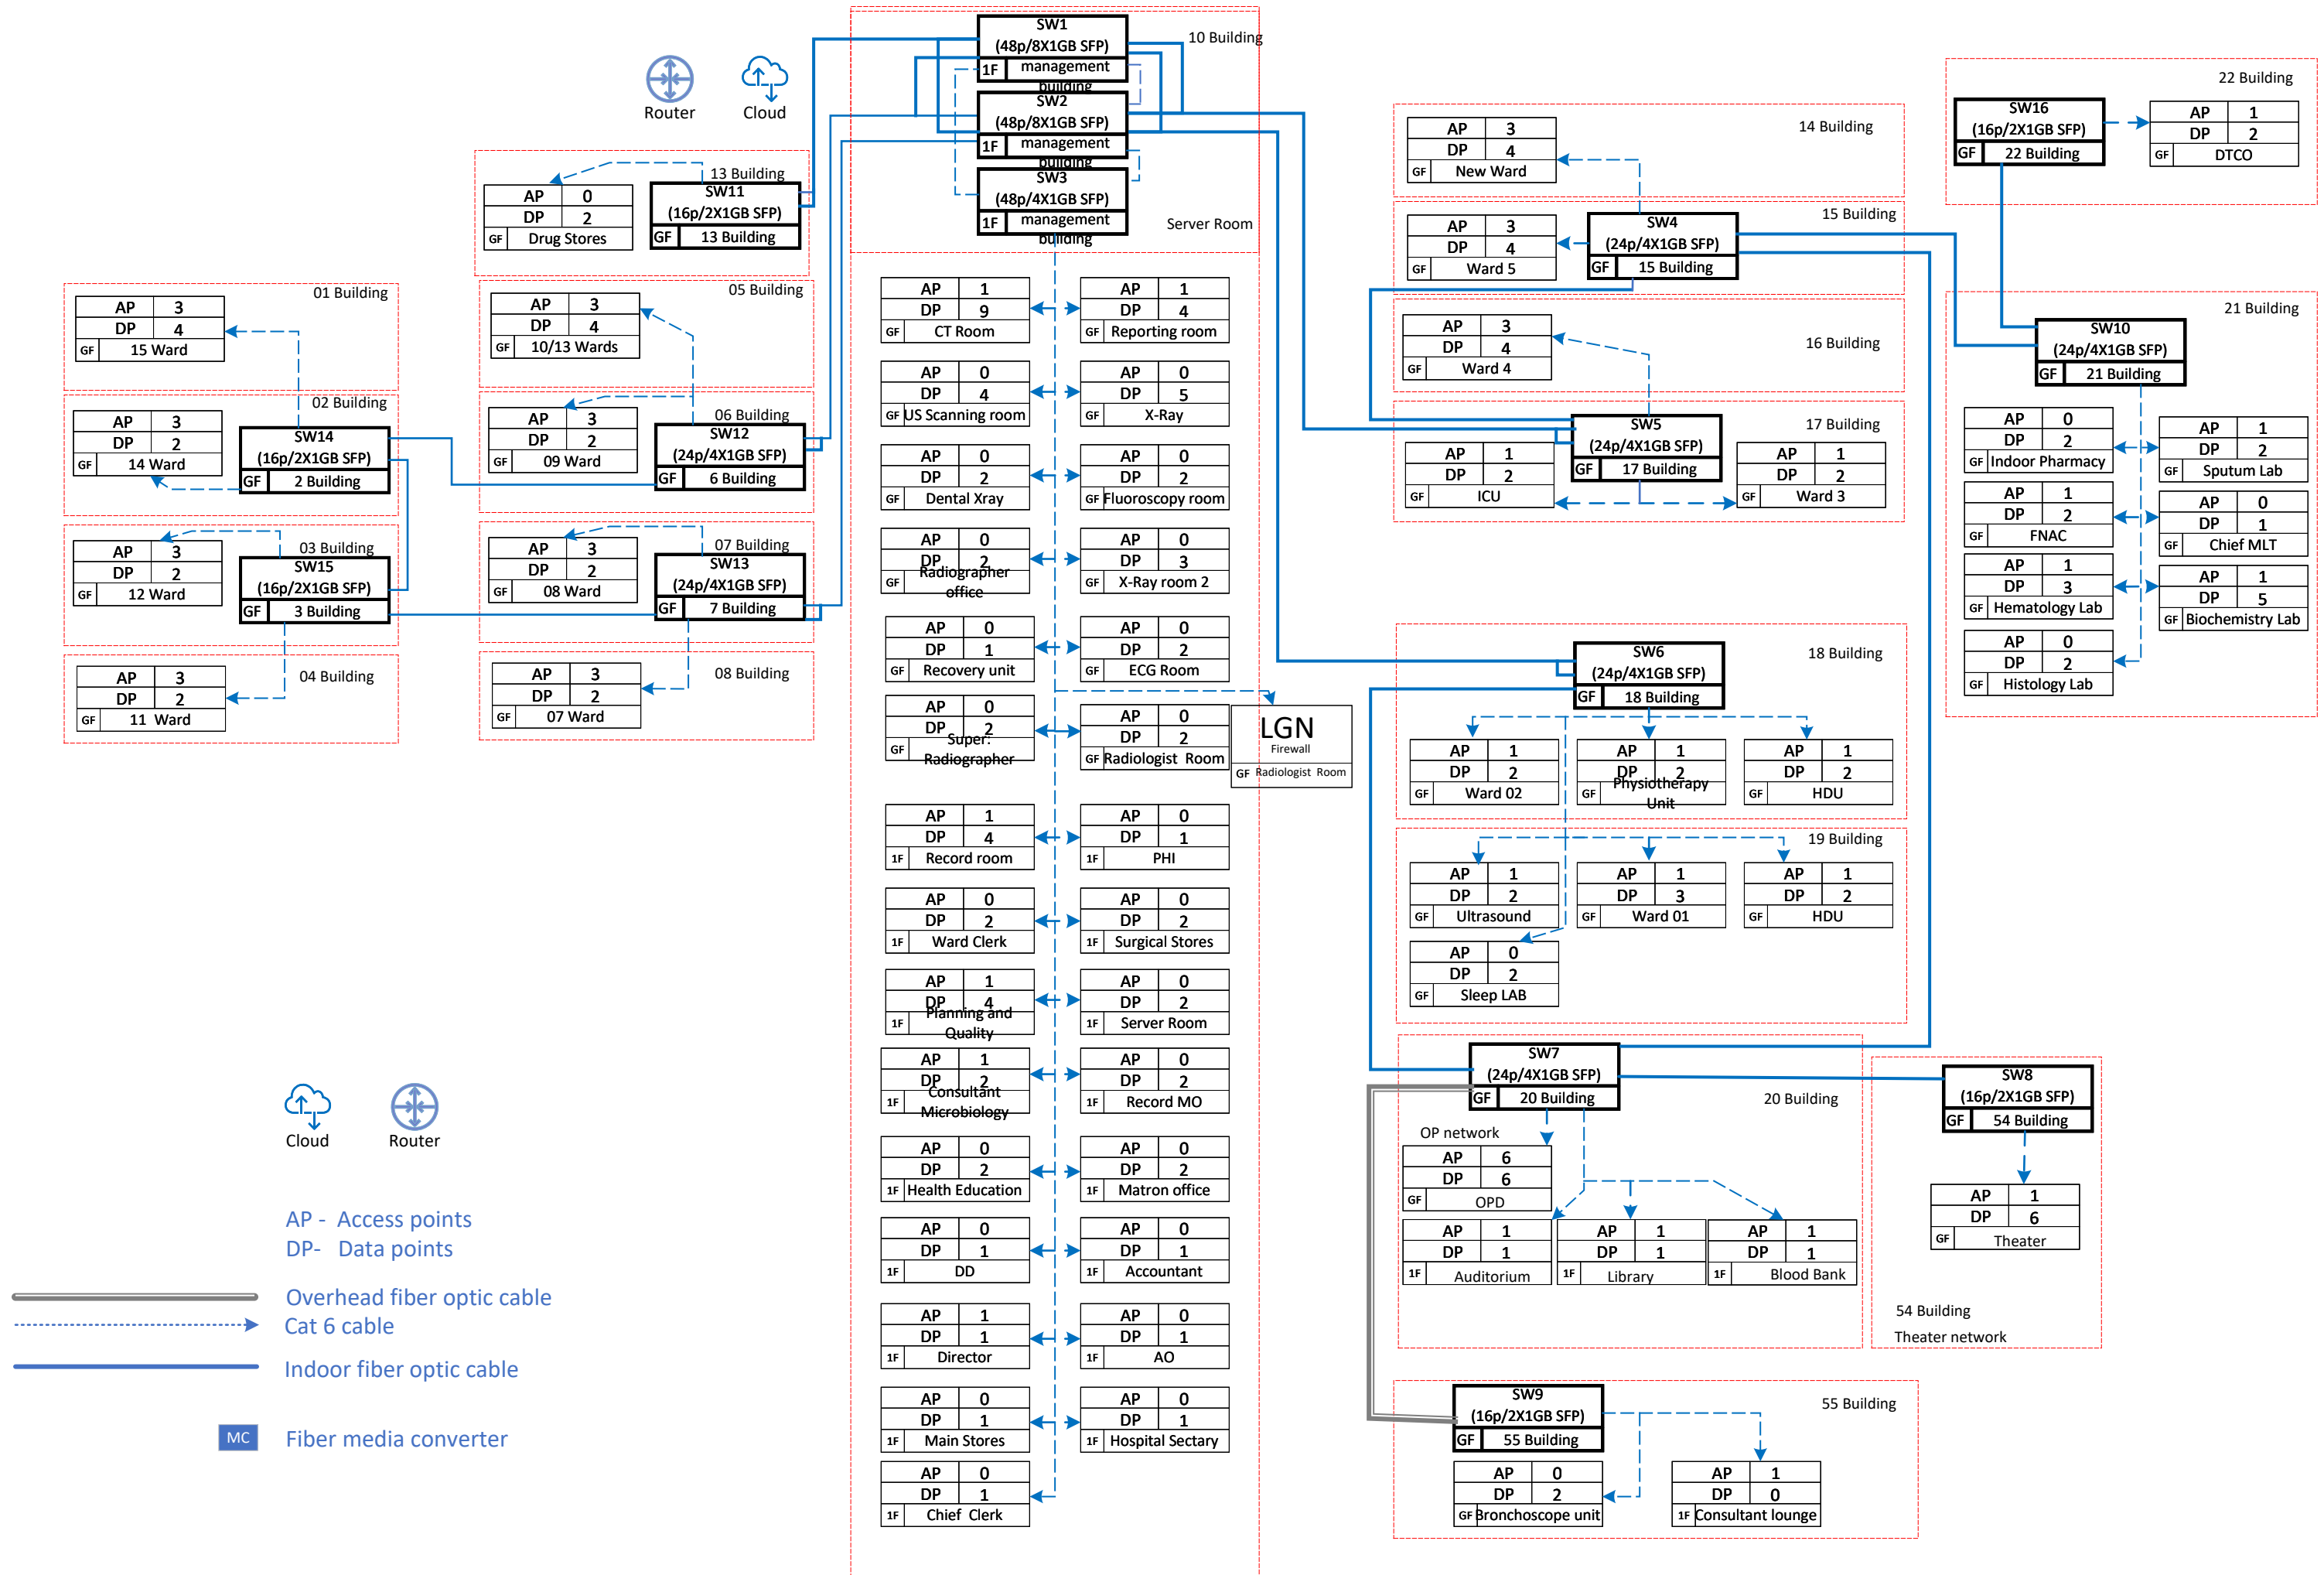 SW1
(48p/8X1GB SFP)
1F management
building
10 Building
SW2
(48p/8X1GB SFP)
1F management
building
SW3
(48p/4X1GB SFP)
1F management
building
Server Room
Router
Cloud
13 Building
AP 0
DP 2
GF Drug Stores
SW11
(16p/2X1GB SFP)
GF 13 Building
01 Building
AP 3
DP 4
GF 15 Ward
05 Building
AP 3
DP 4
GF 10/13 Wards
02 Building
AP 3
DP 2
GF 14 Ward
SW14
(16p/2X1GB SFP)
GF 2 Building
06 Building
AP 3
DP 2
GF 09 Ward
SW12
(24p/4X1GB SFP)
GF 6 Building
03 Building
AP 3
DP 2
GF 12 Ward
SW15
(16p/2X1GB SFP)
GF 3 Building
07 Building
AP 3
DP 2
GF 08 Ward
SW13
(24p/4X1GB SFP)
GF 7 Building
04 Building
AP 3
DP 2
GF 11 Ward
08 Building
AP 3
DP 2
GF 07 Ward
AP 1
DP 9
GF CT Room
AP 1
DP 4
GF Reporting room
AP 0
DP 4
GF US Scanning room
AP 0
DP 5
GF X-Ray
AP 0
DP 2
GF Dental Xray
AP 0
DP 2
GF Fluoroscopy room
AP 0
DP 2
GF Radiographer
office
AP 0
DP 3
GF X-Ray room 2
AP 0
DP 1
GF Recovery unit
AP 0
DP 2
GF ECG Room
AP 0
DP 2
GF Super:
Radiographer
AP 0
DP 2
GF Radiologist Room
LGN
Firewall
GF Radiologist Room
AP 1
DP 4
1F Record room
AP 0
DP 1
1F PHI
AP 0
DP 2
1F Ward Clerk
AP 0
DP 2
1F Surgical Stores
AP 1
DP 4
1F Planning and
Quality
AP 0
DP 2
1F Server Room
AP 1
DP 2
1F Consultant
Microbiology
AP 0
DP 2
1F Record MO
AP 0
DP 2
1F Health Education
AP 0
DP 2
1F Matron office
AP 0
DP 1
1F DD
AP 0
DP 1
1F Accountant
AP 1
DP 1
1F Director
AP 0
DP 1
1F AO
AP 0
DP 1
1F Main Stores
AP 0
DP 1
1F Hospital Sectary
AP 0
DP 1
1F Chief Clerk
14 Building
AP 3
DP 4
GF New Ward
15 Building
AP 3
DP 4
GF Ward 5
SW4
(24p/4X1GB SFP)
GF 15 Building
16 Building
AP 3
DP 4
GF Ward 4
17 Building
SW5
(24p/4X1GB SFP)
GF 17 Building
AP 1
DP 2
GF ICU
AP 1
DP 2
GF Ward 3
22 Building
SW16
(16p/2X1GB SFP)
GF 22 Building
AP 1
DP 2
GF DTCO
21 Building
SW10
(24p/4X1GB SFP)
GF 21 Building
AP 0
DP 2
GF Indoor Pharmacy
AP 1
DP 2
GF Sputum Lab
AP 1
DP 2
GF FNAC
AP 0
DP 1
GF Chief MLT
AP 1
DP 3
GF Hematology Lab
AP 1
DP 5
GF Biochemistry Lab
AP 0
DP 2
GF Histology Lab
18 Building
SW6
(24p/4X1GB SFP)
GF 18 Building
AP 1
DP 2
GF Ward 02
AP 1
DP 2
GF Physiotherapy
Unit
AP 1
DP 2
GF HDU
19 Building
AP 1
DP 2
GF Ultrasound
AP 1
DP 3
GF Ward 01
AP 1
DP 2
GF HDU
AP 0
DP 2
GF Sleep LAB
SW7
(24p/4X1GB SFP)
GF 20 Building
20 Building
OP network
AP 6
DP 6
GF OPD
AP 1
DP 1
1F Auditorium
AP 1
DP 1
1F Library
AP 1
DP 1
1F Blood Bank
SW8
(16p/2X1GB SFP)
GF 54 Building
AP 1
DP 6
GF Theater
54 Building
Theater network
55 Building
SW9
(16p/2X1GB SFP)
GF 55 Building
AP 0
DP 2
GF Bronchoscope unit
AP 1
DP 0
1F Consultant lounge
Cloud
Router
AP - Access points
DP- Data points
Overhead fiber optic cable
Cat 6 cable
Indoor fiber optic cable
MC Fiber media converter